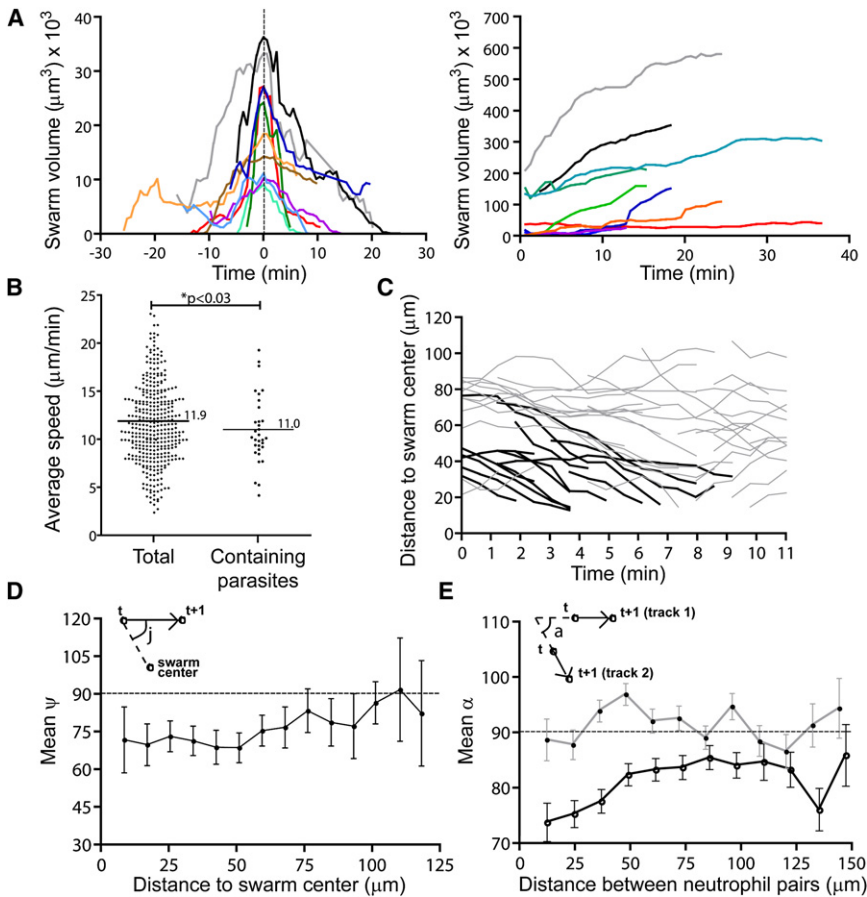 A
Swarm volume (µm³) x 10³
40
30
20
10
0
-30 -20 -10 0 10 20 30
Time (min)
Swarm volume (µm³) x 10³
700
600
500
400
300
200
100
0
0 10 20 30 40
Time (min)
B
*p<0.03
Average speed (µm/min)
25
20
15
10
5
0
11.9
11.0
Total
Containing
parasites
C
Distance to swarm center (µm)
120
100
80
60
40
20
0
0 1 2 3 4 5 6 7 8 9 10 11
Time (min)
D
t
t+1
j
swarm
center
Mean ψ
120
105
90
75
60
45
30
0 25 50 75 100 125
Distance to swarm center (µm)
E
t
t+1 (track 1)
a
t
t+1 (track 2)
Mean α
110
100
90
80
70
0 25 50 75 100 125 150
Distance between neutrophil pairs (µm)